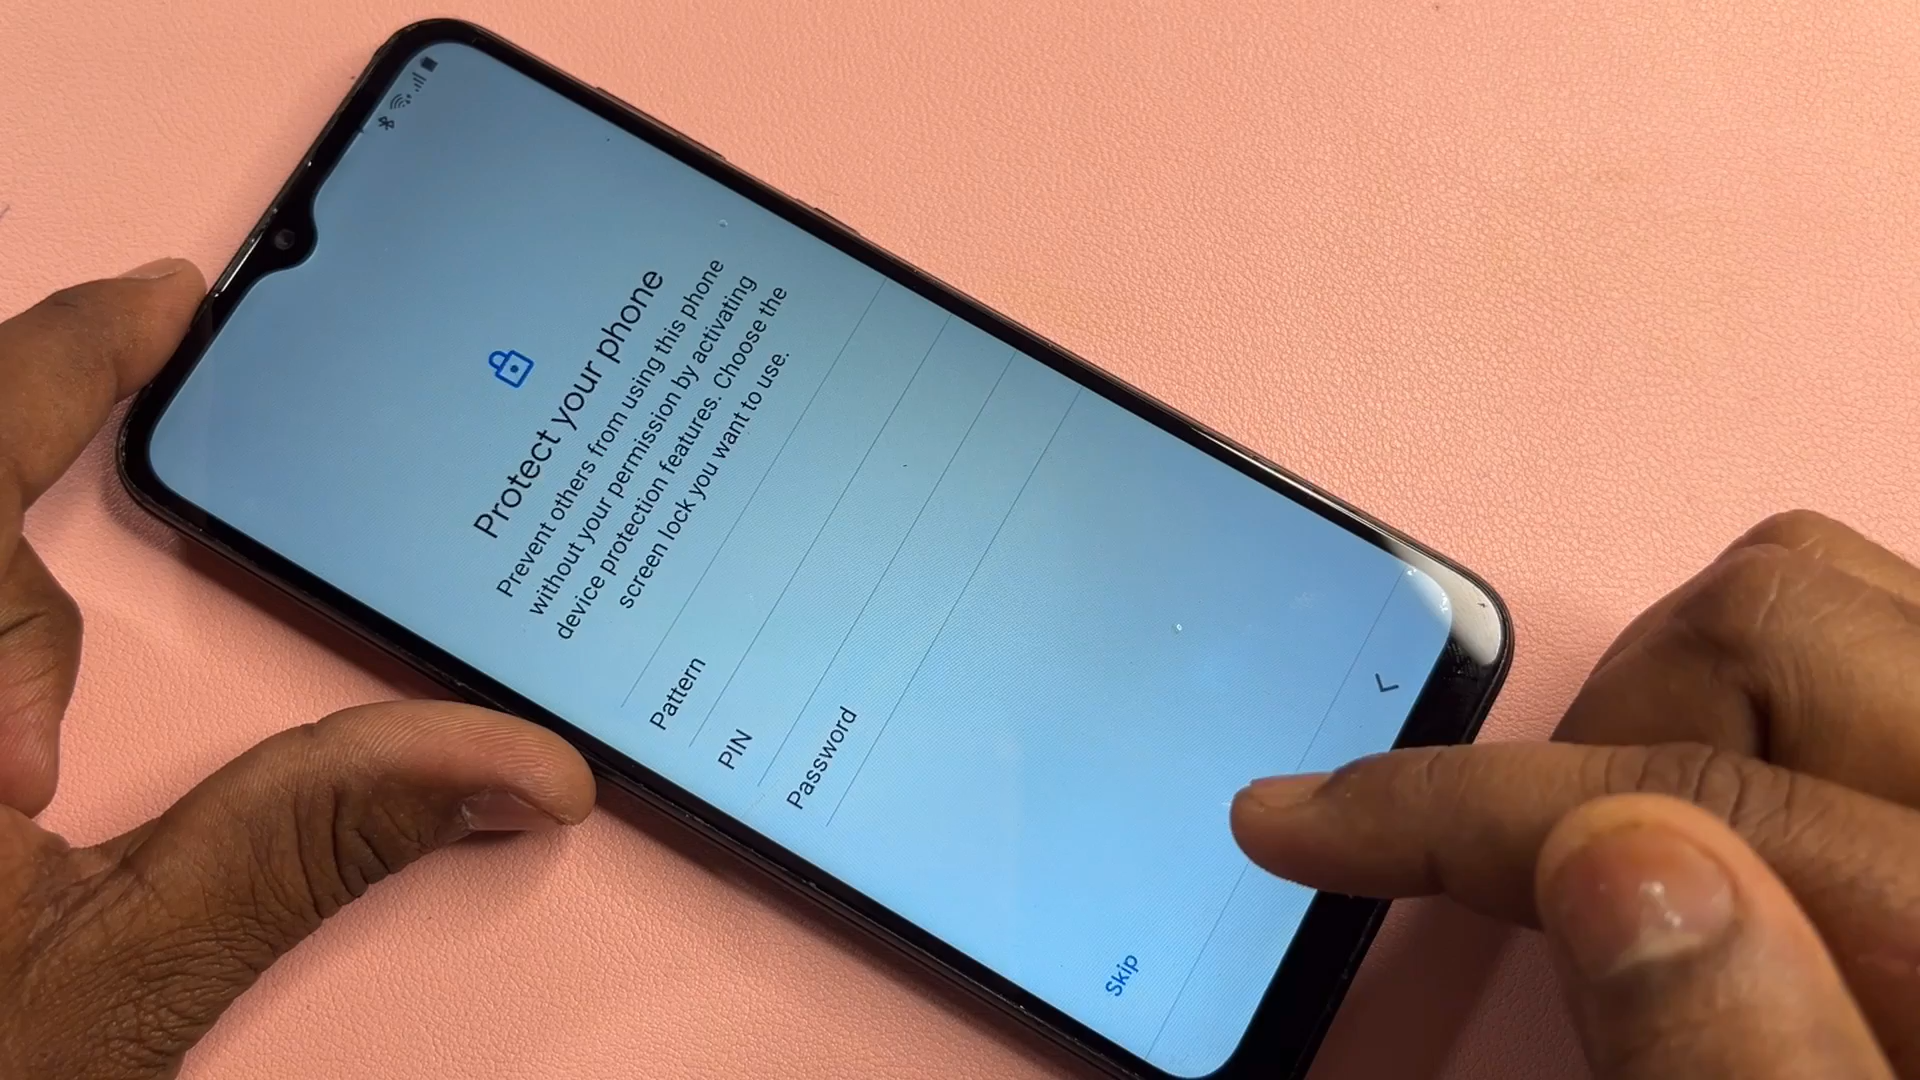 Protect your phone
Prevent others from using this phone
without your permission by activating
device protection features. Choose the
screen lock you want to use.
Pattern
PIN
Password
Skip